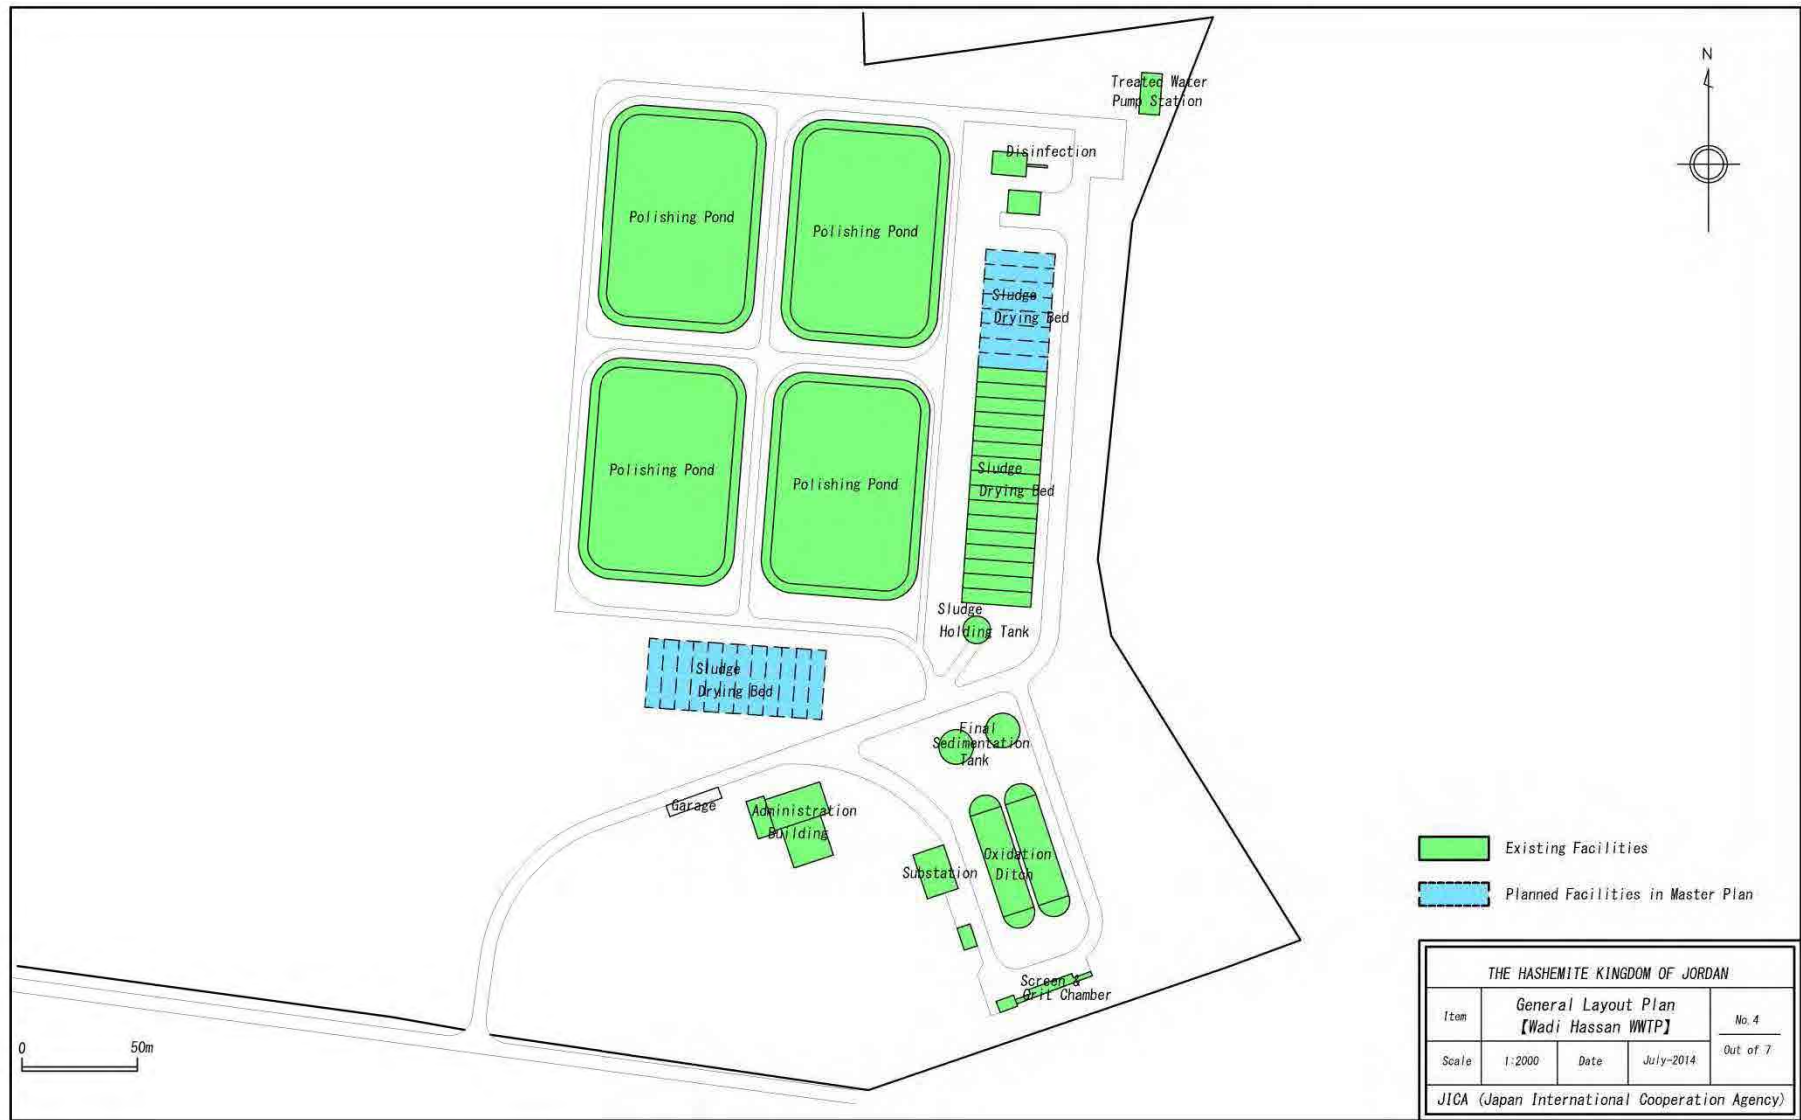 N
Treated Water
Pump Station
Disinfection
Polishing Pond
Polishing Pond
Sludge
Drying Bed
Polishing Pond
Polishing Pond
Sludge
Drying Bed
Sludge
Holding Tank
Sludge
Drying Bed
Final
Sedimentation
Tank
Garage
Administration
Building
Substation
Oxidation
Ditch
Screen &
Grit Chamber
0 50m
Existing Facilities
Planned Facilities in Master Plan
THE HASHEMITE KINGDOM OF JORDAN
Item
General Layout Plan
【Wadi Hassan WWTP】
No. 4
Out of 7
Scale 1:2000 Date July-2014
JICA (Japan International Cooperation Agency)